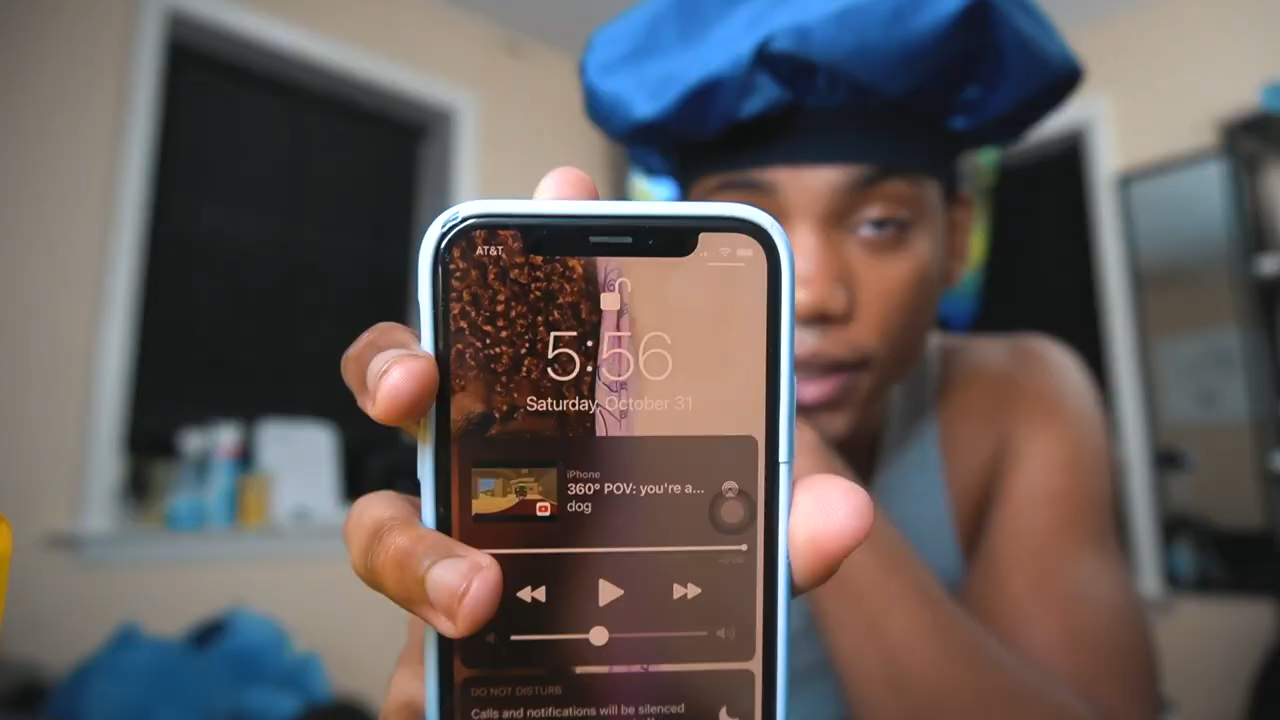 AT&T
5:56
Saturday, October 31
iPhone
360° POV: you're a...
dog
DO NOT DISTURB
Calls and notifications will be silenced